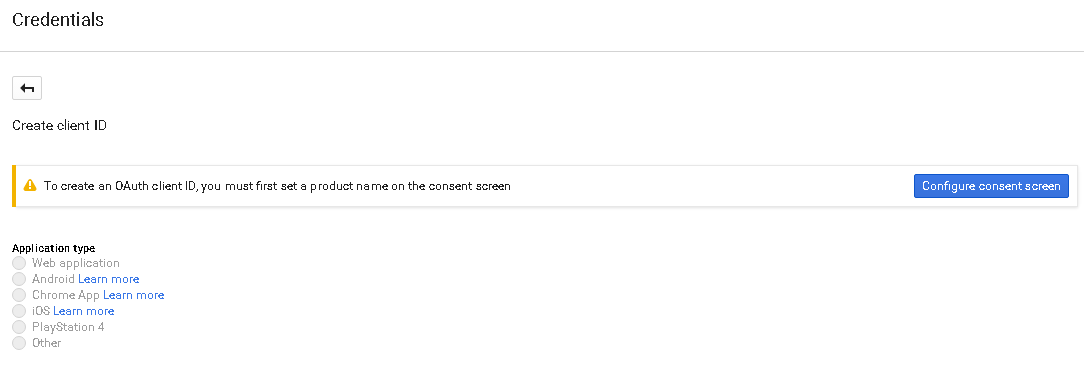 Credentials
Create client ID
To create an OAuth client ID, you must first set a product name on the consent screen
Configure consent screen
Application type
Web application
Android Learn more
Chrome App Learn more
iOS Learn more
PlayStation 4
Other